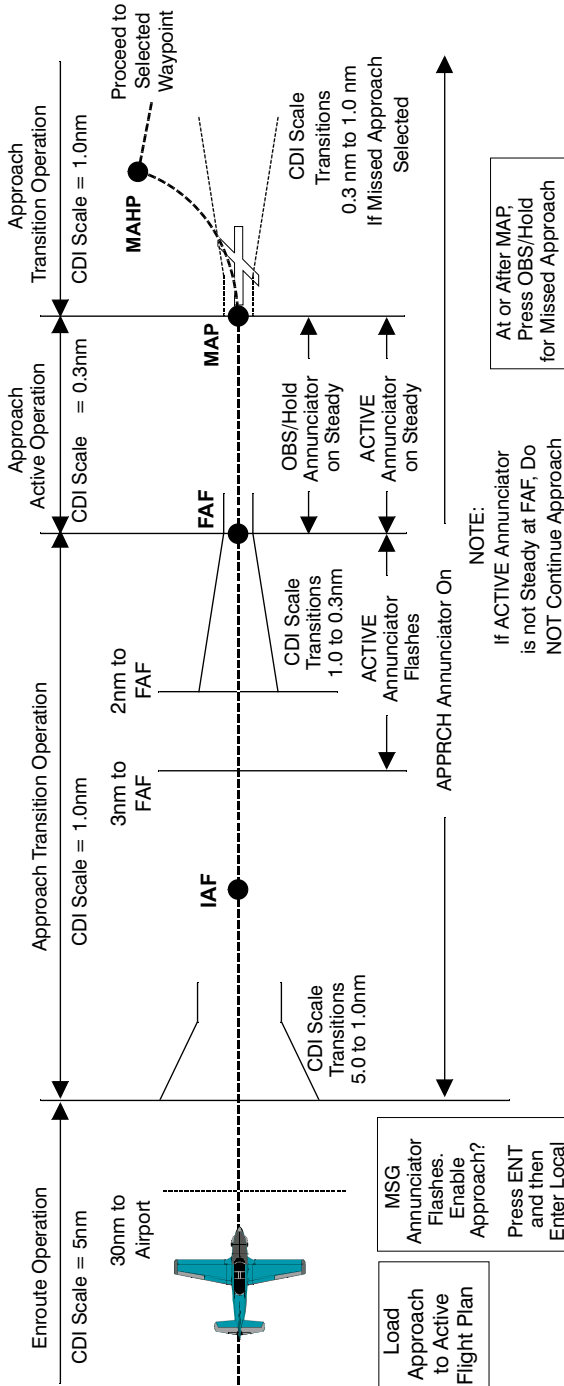 Enroute Operation
CDI Scale = 5nm
Approach Transition Operation
CDI Scale = 1.0nm
Approach
Active Operation
CDI Scale = 0.3nm
Approach
Transition Operation
CDI Scale = 1.0nm
30nm to
Airport
3nm to
FAF
2nm to
FAF
IAF
FAF
MAP
MAHP
Proceed to
Selected
Waypoint
CDI Scale
Transitions
5.0 to 1.0nm
CDI Scale
Transitions
1.0 to 0.3nm
OBS/Hold
Annunciator
on Steady
CDI Scale
Transitions
0.3 nm to 1.0 nm
If Missed Approach
Selected
ACTIVE
Annunciator
Flashes
ACTIVE
Annunciator
on Steady
APPRCH Annunciator On
Load
Approach
to Active
Flight Plan
MSG
Annunciator
Flashes.
Enable
Approach?
Press ENT
and then
Enter Local
NOTE:
If ACTIVE Annunciator
is not Steady at FAF, Do
NOT Continue Approach
At or After MAP,
Press OBS/Hold
for Missed Approach